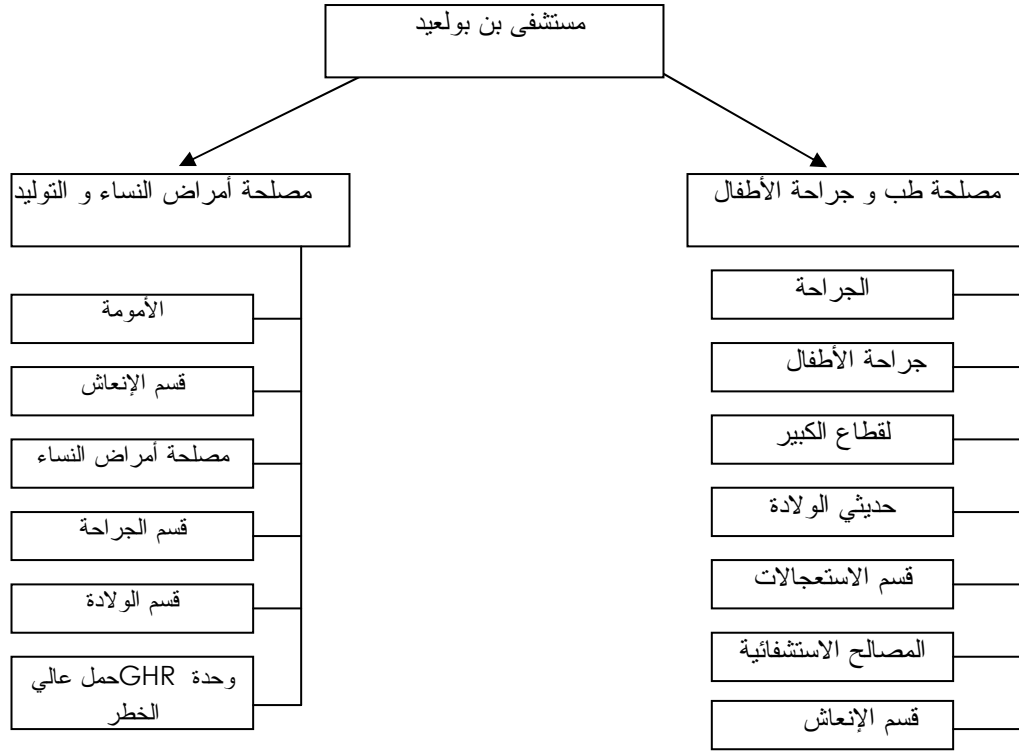 مستشفى بن بولعيد
مصلحة طب و جراحة الأطفال
الجراحة
جراحة الأطفال
لقطاع الكبير
حديثي الولادة
قسم الاستعجالات
المصالح الاستشفائية
قسم الإنعاش
مصلحة أمراض النساء و التوليد
الأمومة
قسم الإنعاش
مصلحة أمراض النساء
قسم الجراحة
قسم الولادة
وحدة GHRحمل عالي
الخطر